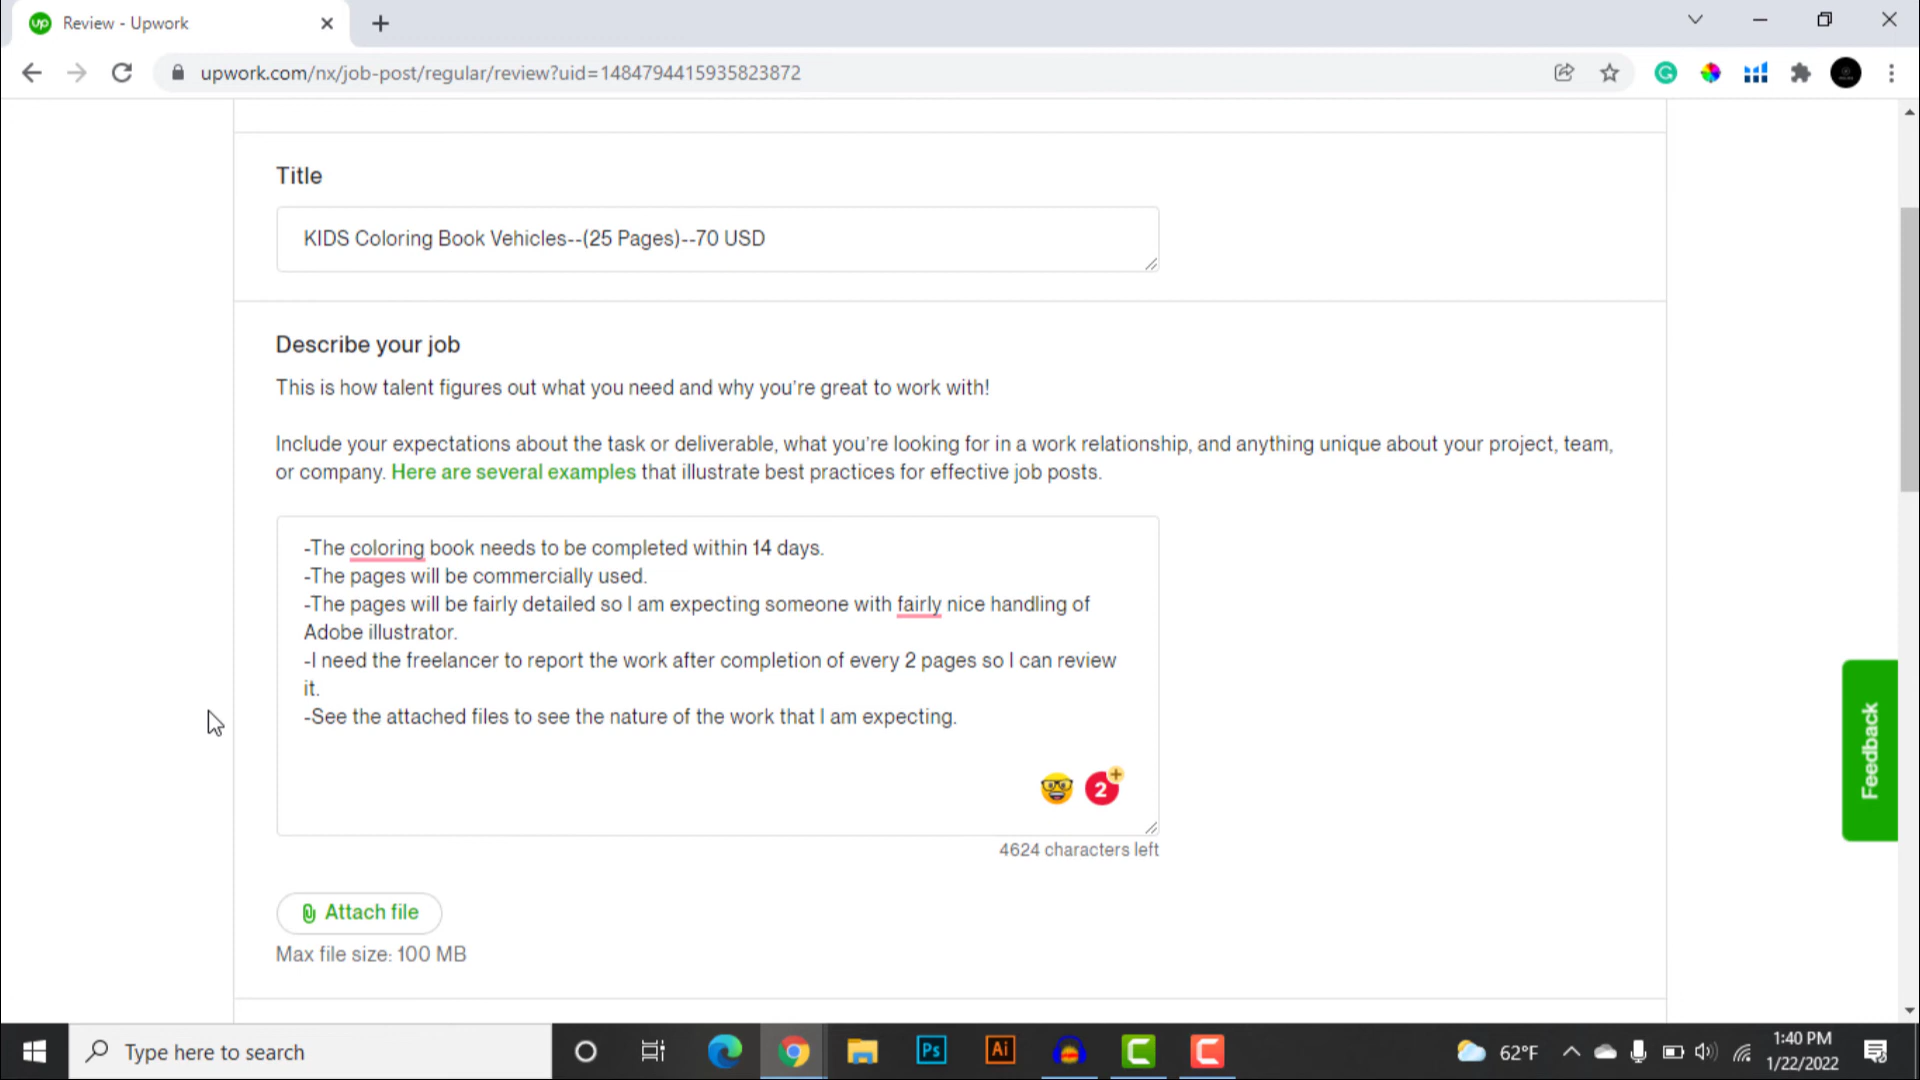 up Review - Upwork
upwork.com/nx/job-post/regular/review?uid=1484794415935823872
Title
KIDS Coloring Book Vehicles--(25 Pages)--70 USD
Describe your job
This is how talent figures out what you need and why you're great to work with!
Include your expectations about the task or deliverable, what you're looking for in a work relationship, and anything unique about your project, team,
or company. Here are several examples that illustrate best practices for effective job posts.
-The coloring book needs to be completed within 14 days.
-The pages will be commercially used.
-The pages will be fairly detailed so I am expecting someone with fairly nice handling of
Adobe illustrator.
-I need the freelancer to report the work after completion of every 2 pages so I can review
it.
-See the attached files to see the nature of the work that I am expecting.
2
4624 characters left
Feedback
Attach file
Max file size: 100 MB
Type here to search
Ps
Ai
62°F
1:40 PM
1/22/2022